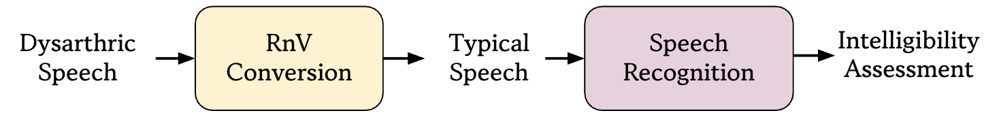 Dysarthric
Speech
RnV
Conversion
Typical
Speech
Speech
Recognition
Intelligibility
Assessment